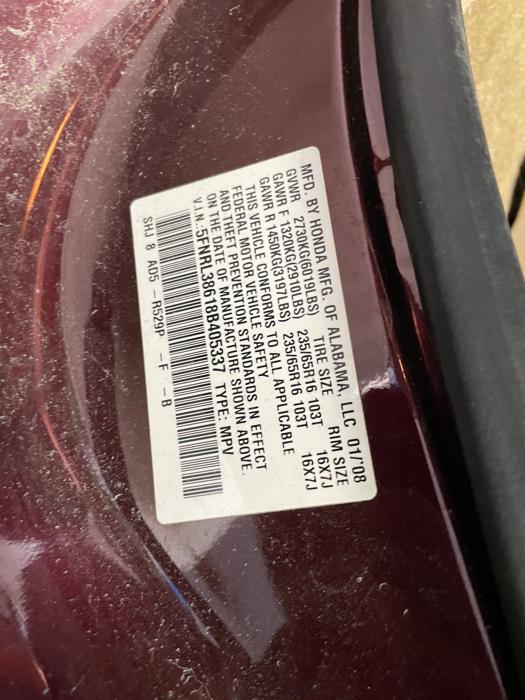 MFD. BY HONDA MFG. OF ALABAMA, LLC 01/'08
GVWR 2730KG(6019LBS) TIRE SIZE RIM SIZE
GAWR F 1320KG(2910LBS) 235/65R16 103T 16X7J
GAWR R 1450KG(3197LBS) 235/65R16 103T 16X7J
THIS VEHICLE CONFORMS TO ALL APPLICABLE
FEDERAL MOTOR VEHICLE SAFETY
AND THEFT PREVENTION STANDARDS IN EFFECT
ON THE DATE OF MANUFACTURE SHOWN ABOVE.
V.I.N.:5FNRL38618B405337 TYPE: MPV
SHJ 8 AD5 -R529P -F -B